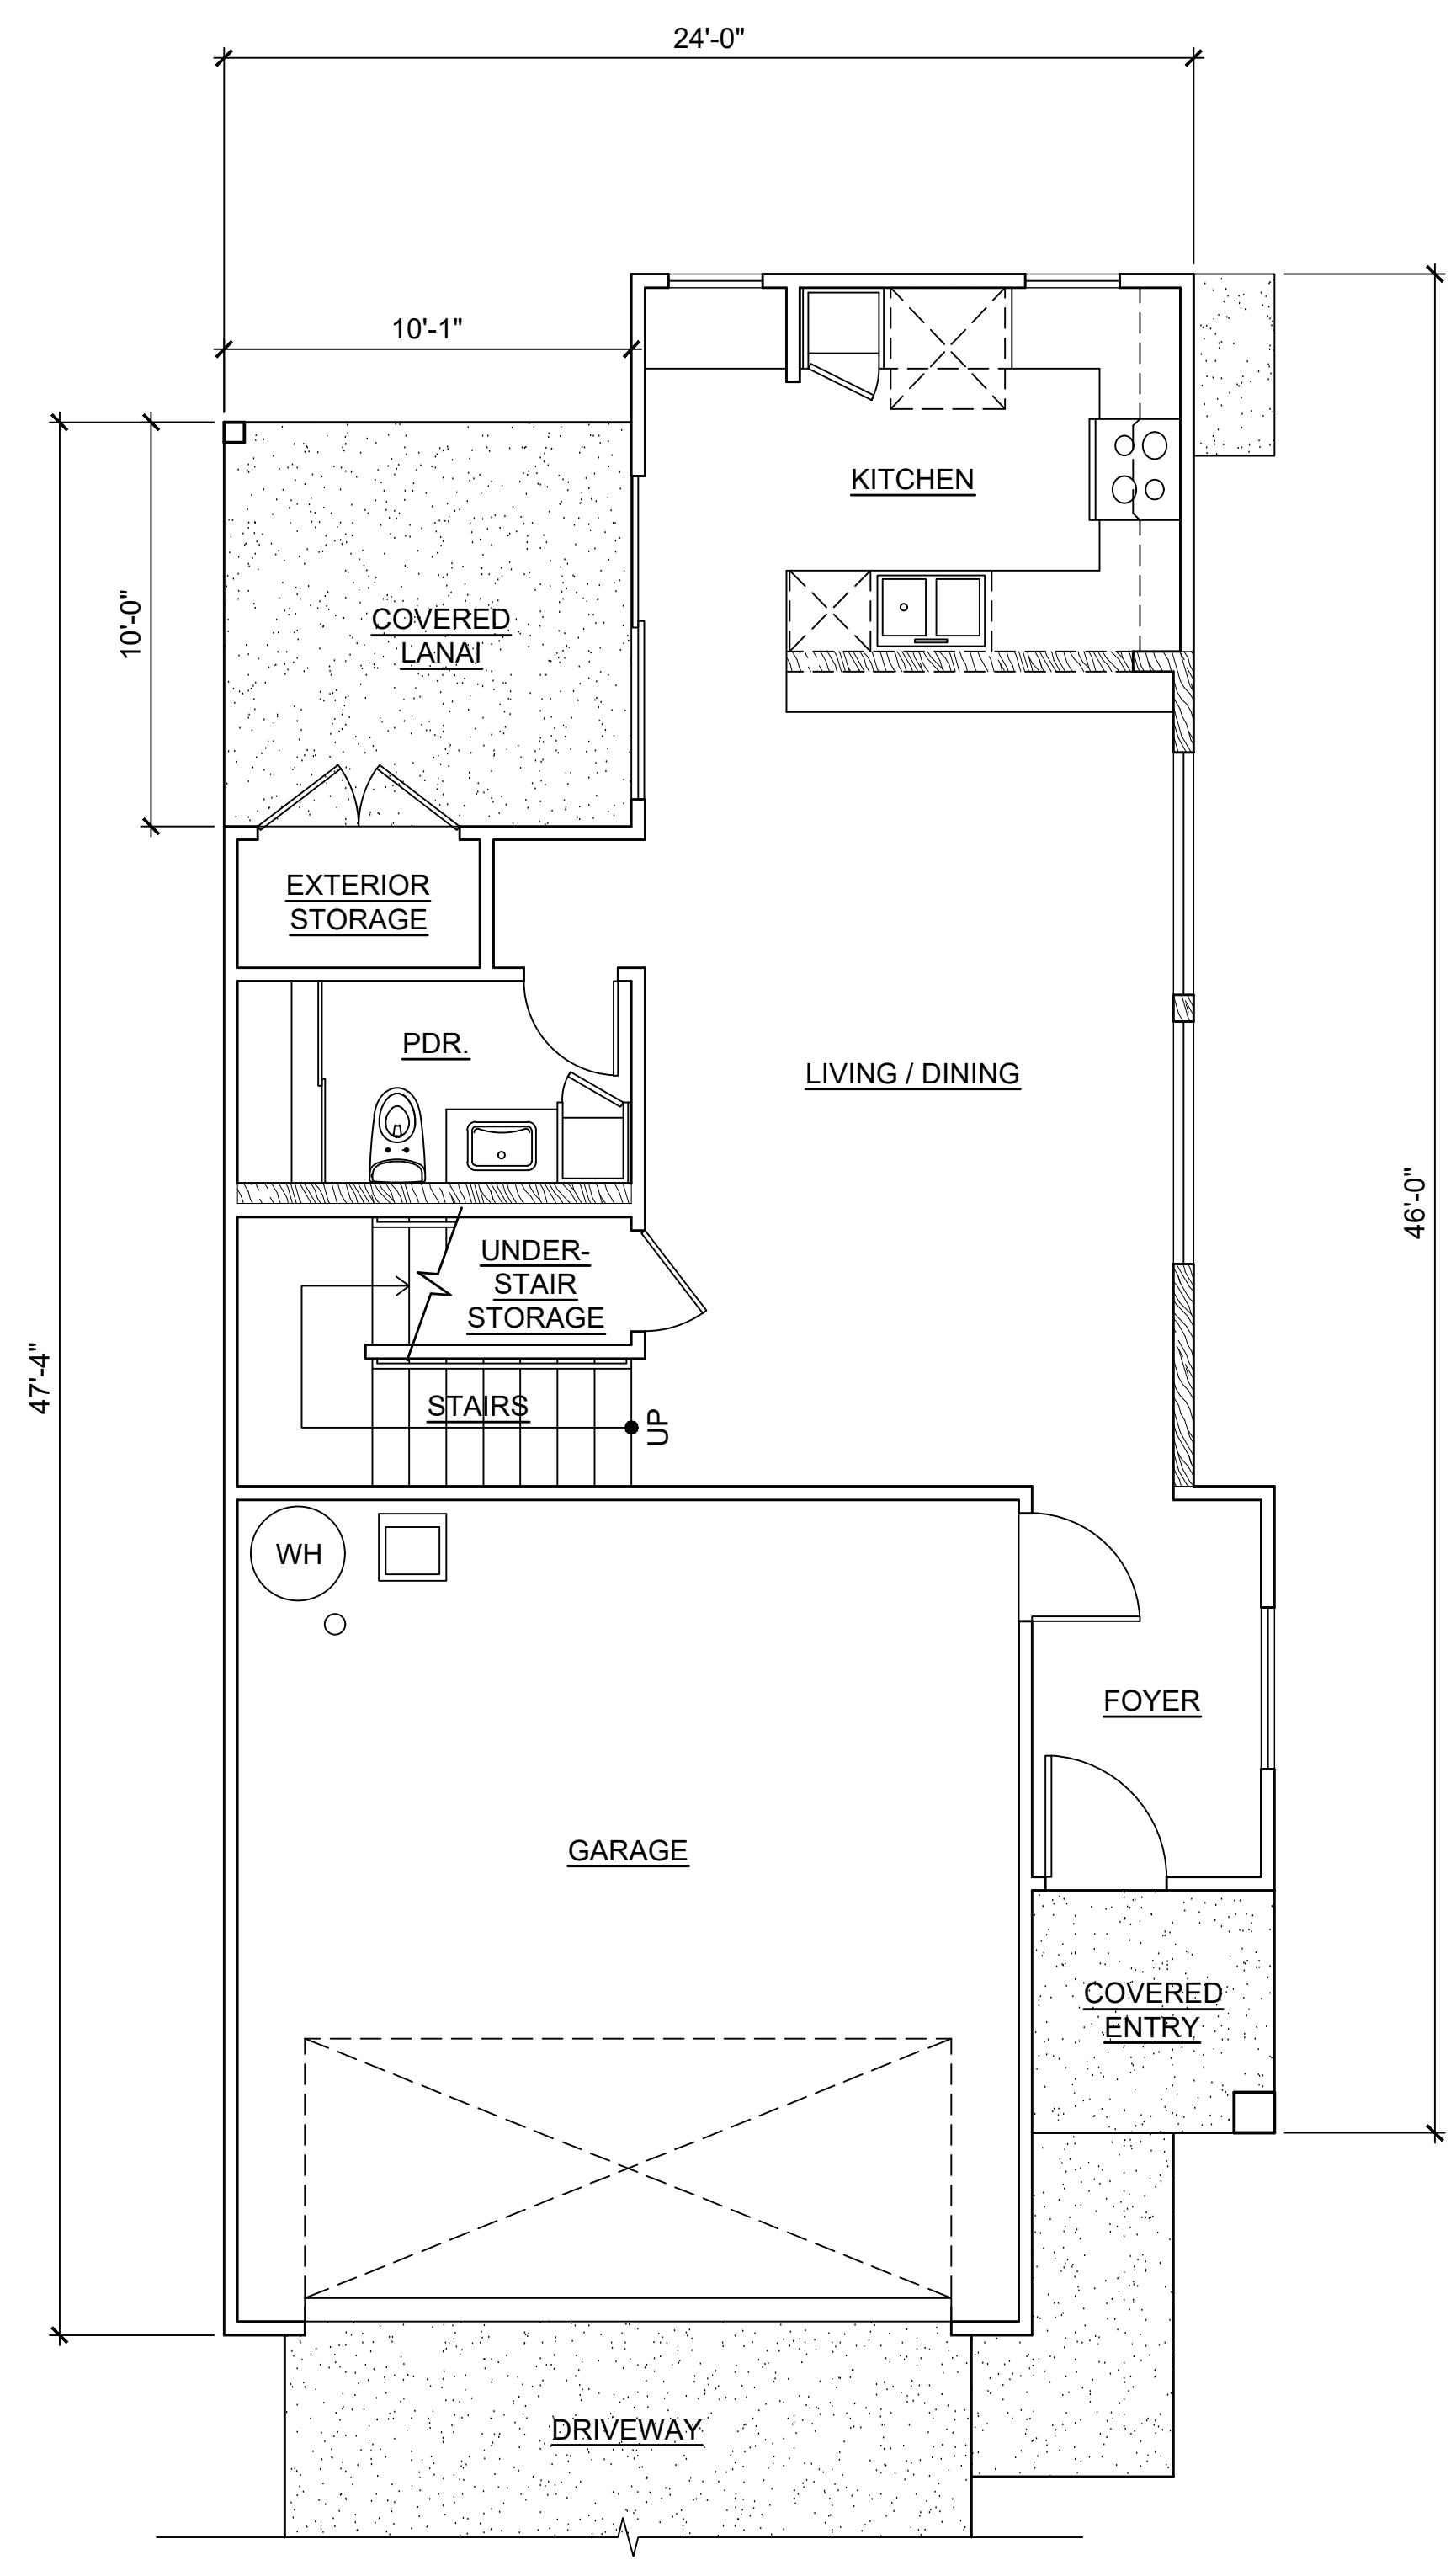 24'-0"
10'-1"
KITCHEN
10'-0"
COVERED
LANAI
EXTERIOR
STORAGE
PDR.
LIVING / DINING
46'-0"
UNDER-
STAIR
STORAGE
47'-4"
STAIRS
UP
WH
FOYER
GARAGE
COVERED
ENTRY
DRIVEWAY